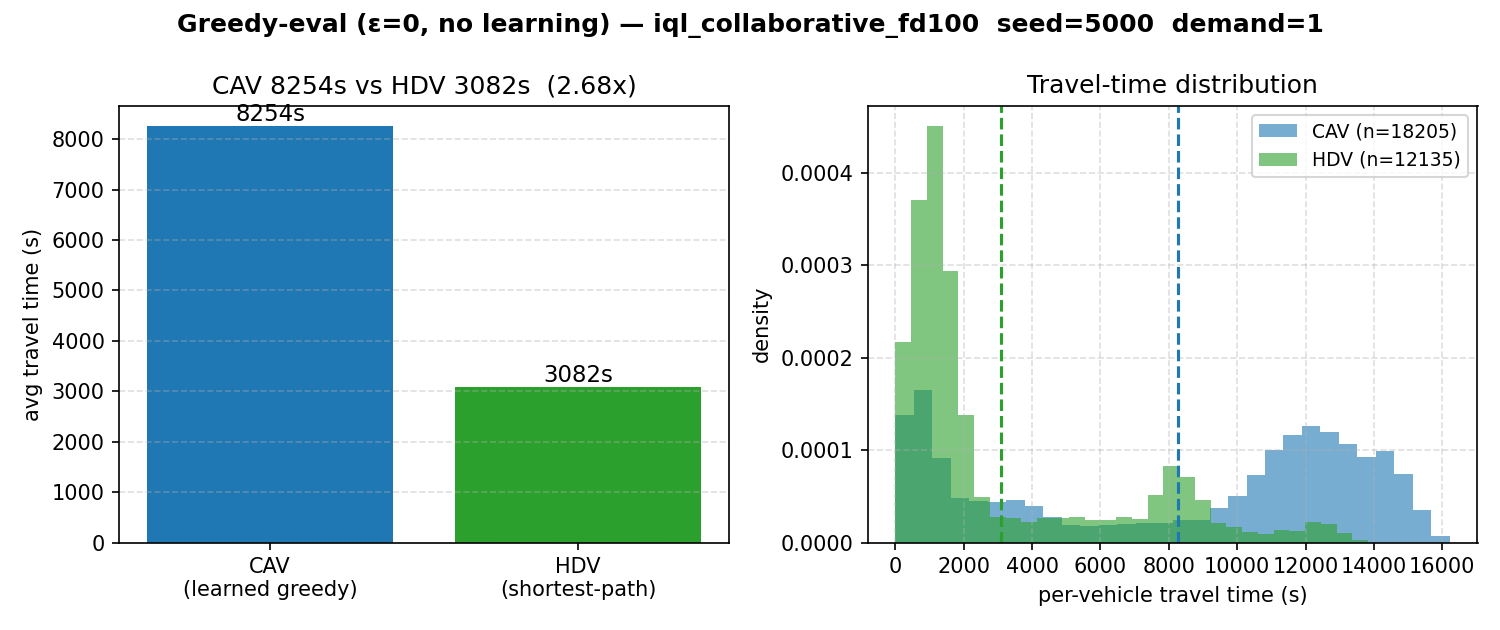 Greedy-eval (ε=0, no learning) — iql_collaborative_fd100  seed=5000  demand=1
CAV 8254s vs HDV 3082s  (2.68x)
8254s
3082s
avg travel time (s)
8000
7000
6000
5000
4000
3000
2000
1000
0
CAV
(learned greedy)
HDV
(shortest-path)
Travel-time distribution
CAV (n=18205)
HDV (n=12135)
density
0.0004
0.0003
0.0002
0.0001
0.0000
0 2000 4000 6000 8000 10000 12000 14000 16000
per-vehicle travel time (s)